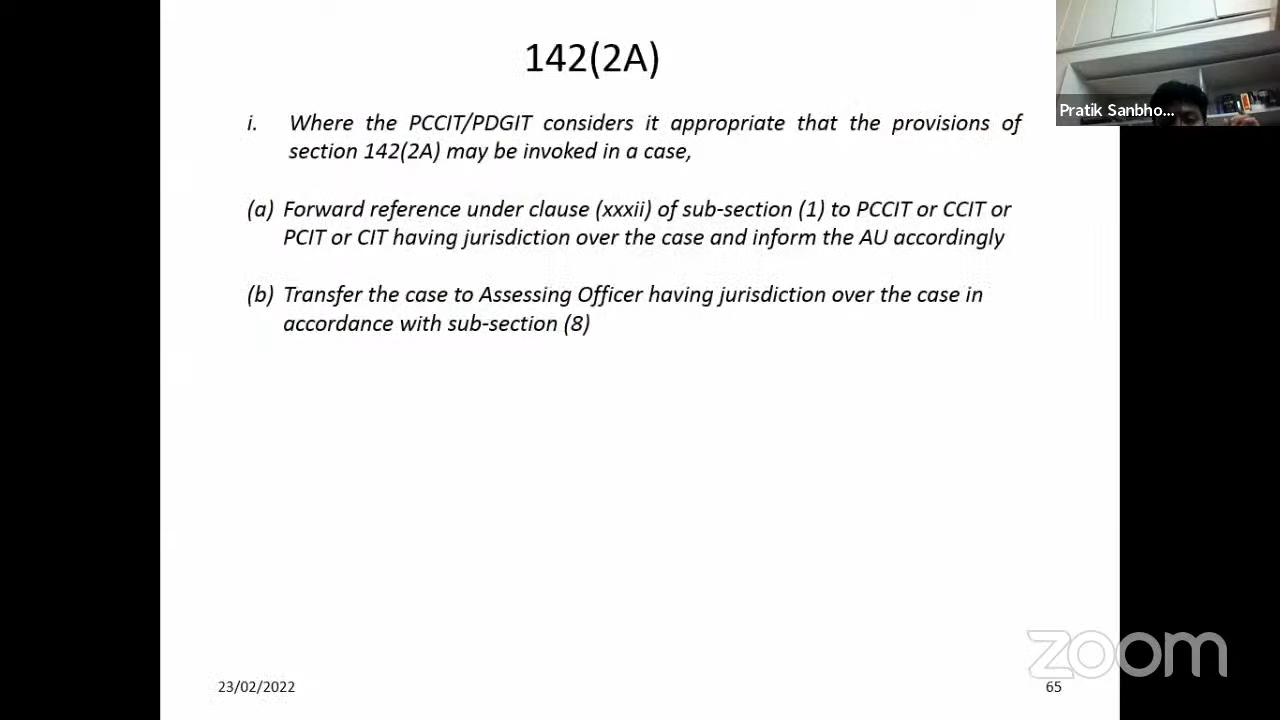 142(2A)
Pratik Sanbho...
i. Where the PCCIT/PDGIT considers it appropriate that the provisions of
section 142(2A) may be invoked in a case,
(a) Forward reference under clause (xxxii) of sub-section (1) to PCCIT or CCIT or
PCIT or CIT having jurisdiction over the case and inform the AU accordingly
(b) Transfer the case to Assessing Officer having jurisdiction over the case in
accordance with sub-section (8)
zoom
23/02/2022
65